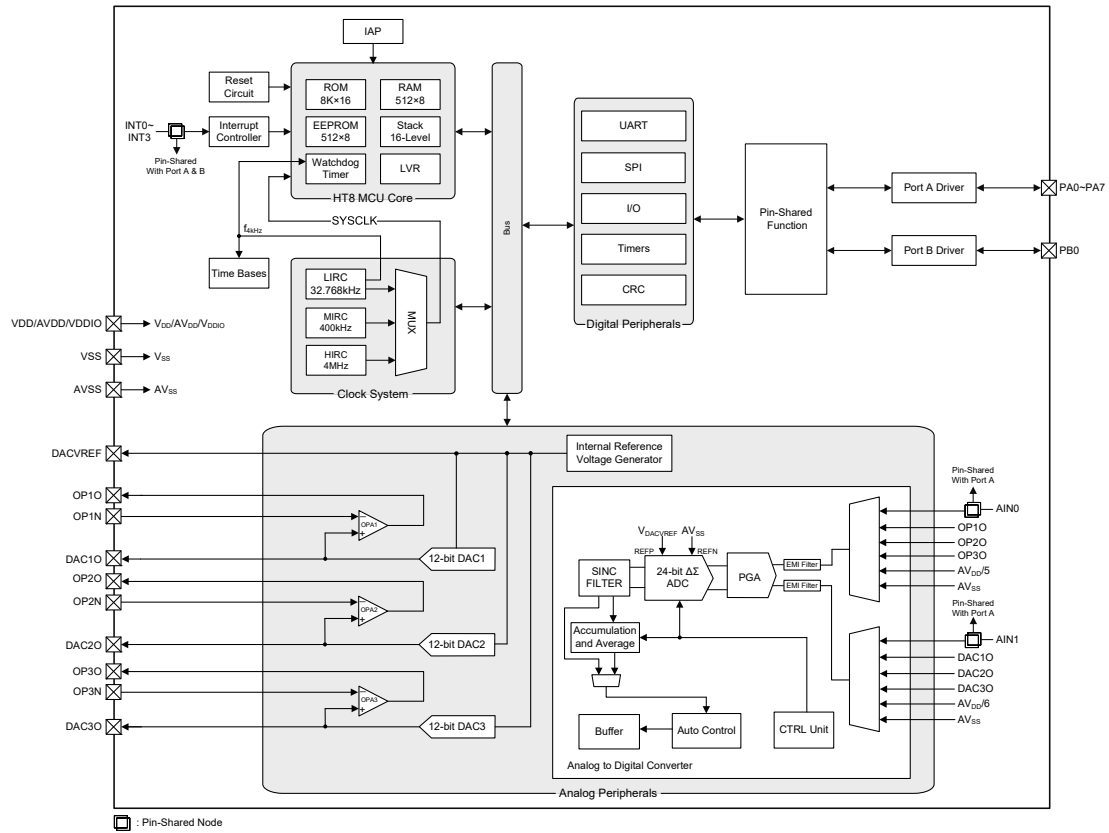 IAP
Reset
Circuit
ROM
8K×16
RAM
512×8
INT0~
INT3
Interrupt
Controller
EEPROM
512×8
Stack
16-Level
Pin-Shared
With Port A & B
Watchdog
Timer
LVR
HT8 MCU Core
SYSCLK
f4kHz
Time Bases
LIRC
32.768kHz
MIRC
400kHz
HIRC
4MHz
MUX
Clock System
Bus
UART
SPI
I/O
Timers
CRC
Digital Peripherals
Pin-Shared
Function
Port A Driver
PA0~PA7
Port B Driver
PB0
VDD/AVDD/VDDIO
VDD/AVDD/VDDIO
VSS
VSS
AVSS
AVSS
DACVREF
Internal Reference
Voltage Generator
OP1O
OP1N
OPA1
DAC1O
12-bit DAC1
OP2O
OP2N
OPA2
DAC2O
12-bit DAC2
OP3O
OP3N
OPA3
DAC3O
12-bit DAC3
VDACVREF
AVSS
REFP
REFN
SINC
FILTER
24-bit ΔΣ
ADC
PGA
EMI Filter
EMI Filter
Accumulation
and Average
Buffer
Auto Control
CTRL Unit
Analog to Digital Converter
Pin-Shared
With Port A
AIN0
OP1O
OP2O
OP3O
AVDD/5
AVSS
Pin-Shared
With Port A
AIN1
DAC1O
DAC2O
DAC3O
AVDD/6
AVSS
Analog Peripherals
: Pin-Shared Node